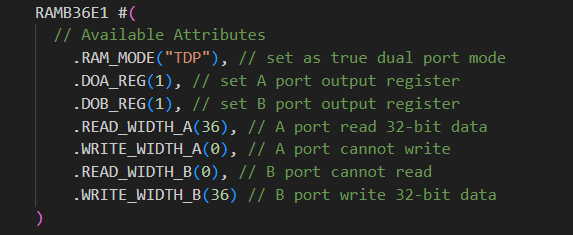 RAMB36E1 #(
// Available Attributes
.RAM_MODE("TDP"), // set as true dual port mode
.DOA_REG(1), // set A port output register
.DOB_REG(1), // set B port output register
.READ_WIDTH_A(36), // A port read 32-bit data
.WRITE_WIDTH_A(0), // A port cannot write
.READ_WIDTH_B(0), // B port cannot read
.WRITE_WIDTH_B(36) // B port write 32-bit data
)